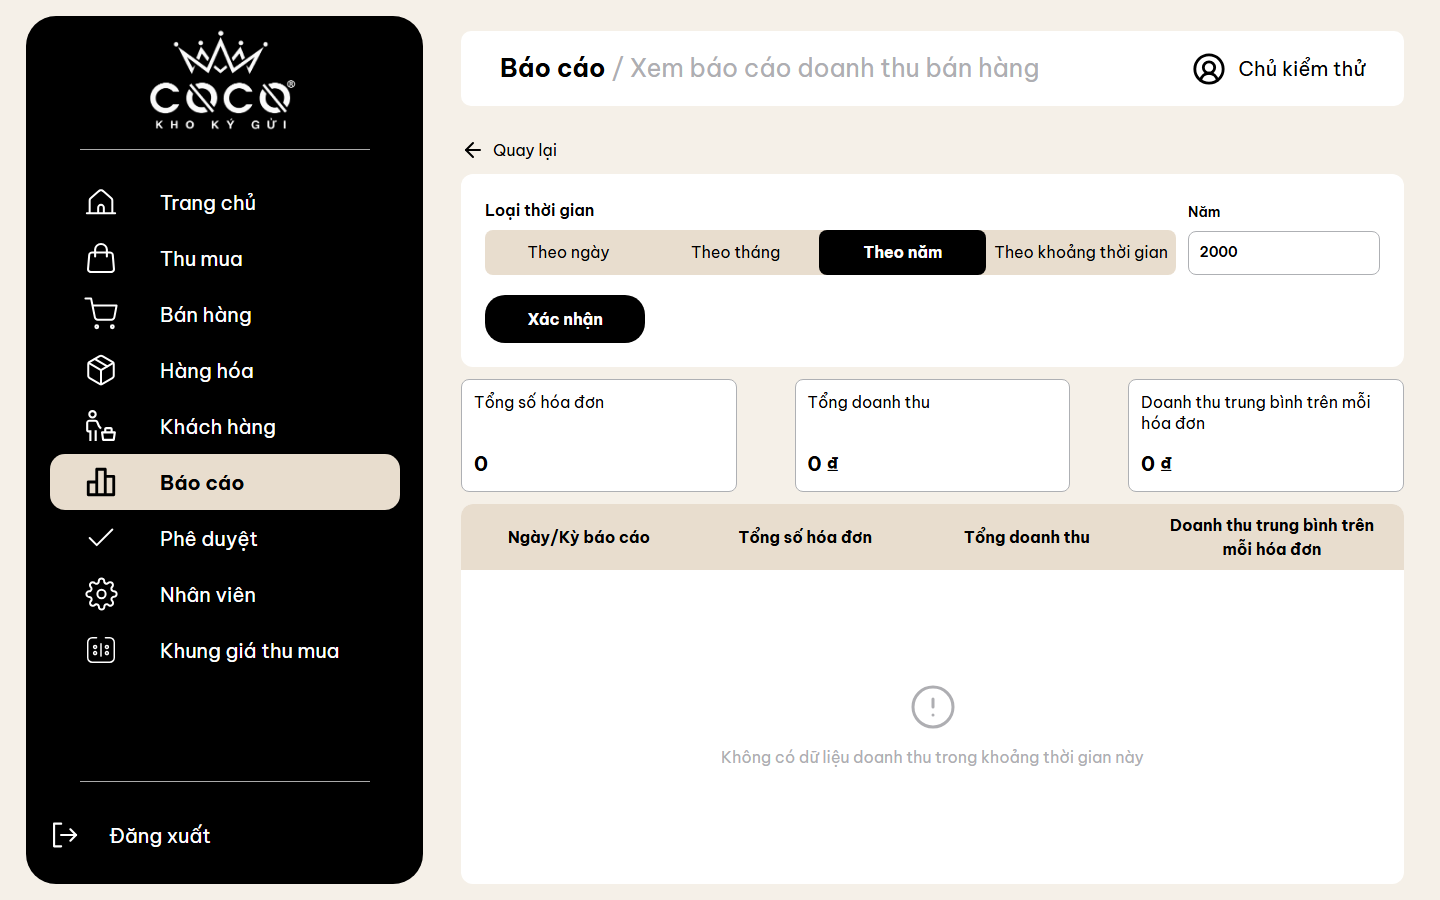 COCO®
KHO KÝ GỬI
Trang chủ
Thu mua
Bán hàng
Hàng hóa
Khách hàng
Báo cáo
Phê duyệt
Nhân viên
Khung giá thu mua
Đăng xuất
Báo cáo / Xem báo cáo doanh thu bán hàng
Chủ kiểm thử
Quay lại
Loại thời gian
Năm
Theo ngày
Theo tháng
Theo năm
Theo khoảng thời gian
2000
Xác nhận
Tổng số hóa đơn
0
Tổng doanh thu
0 ₫
Doanh thu trung bình trên mỗi
hóa đơn
0 ₫
Ngày/Kỳ báo cáo
Tổng số hóa đơn
Tổng doanh thu
Doanh thu trung bình trên
mỗi hóa đơn
Không có dữ liệu doanh thu trong khoảng thời gian này